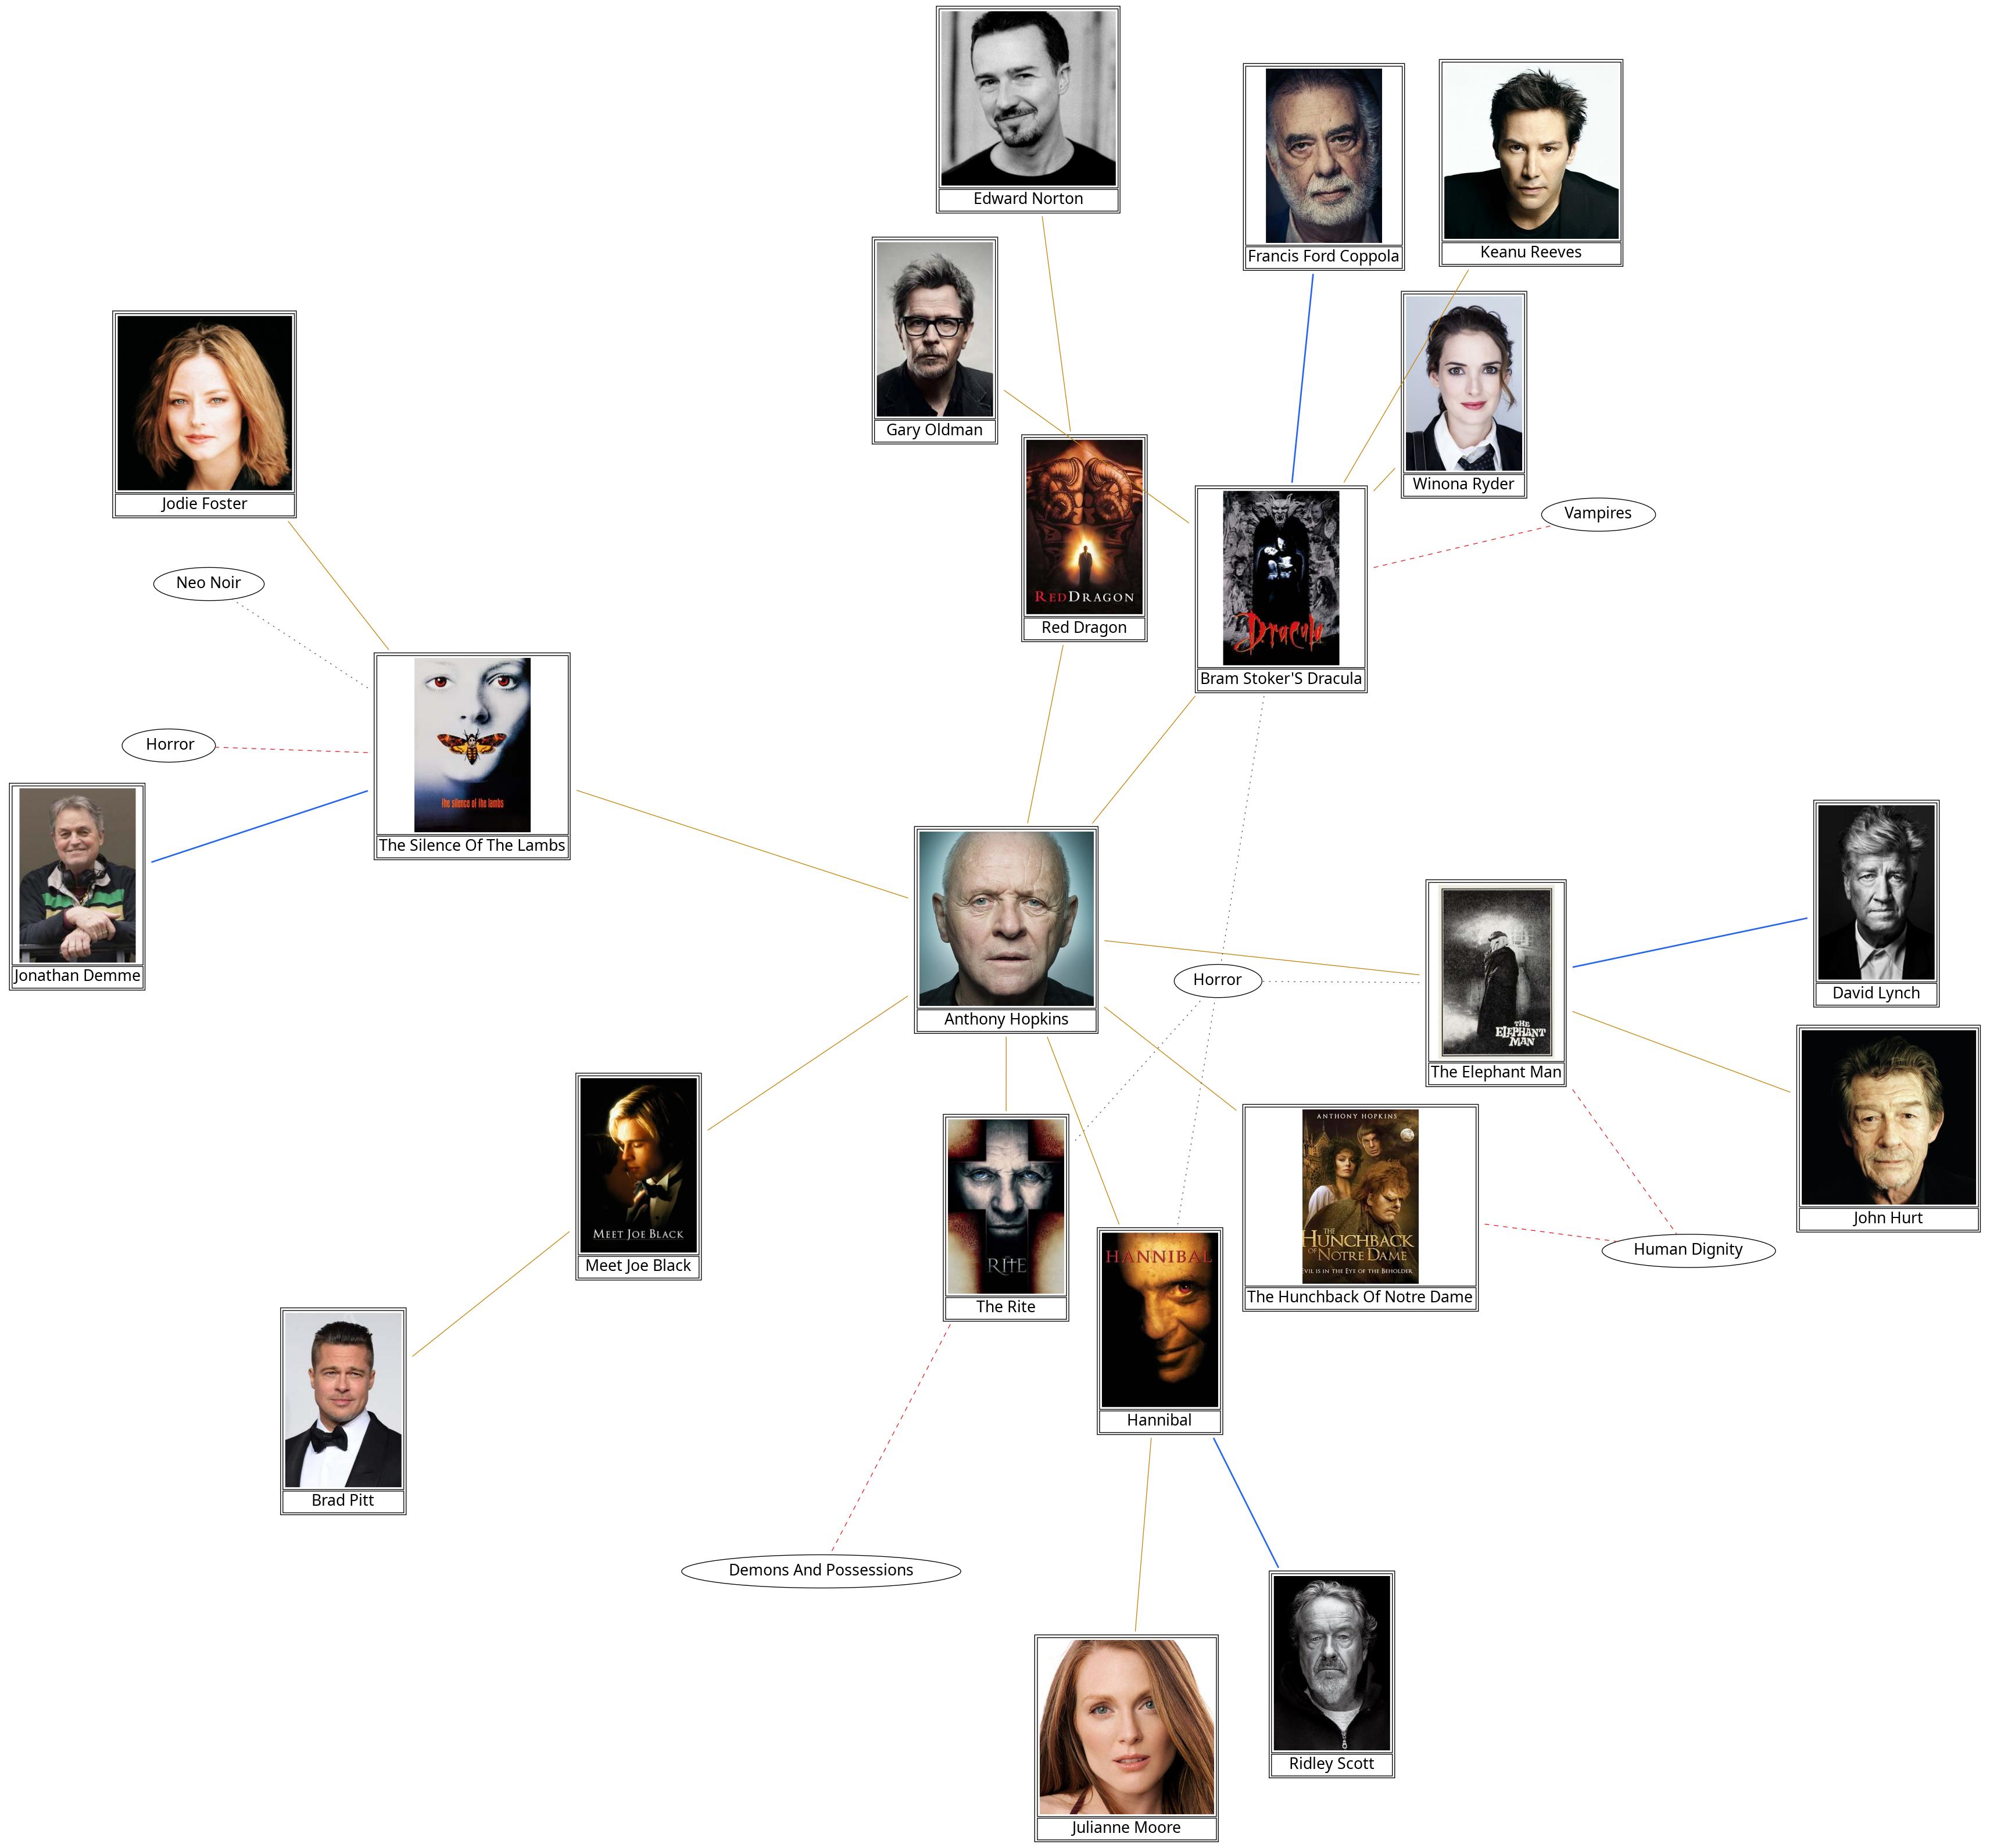 Edward Norton
Francis Ford Coppola
Keanu Reeves
Gary Oldman
Winona Ryder
Jodie Foster
Vampires
Neo Noir
RED DRAGON
Red Dragon
Dracula
Bram Stoker'S Dracula
Horror
the silence of the lambs
The Silence Of The Lambs
Jonathan Demme
Anthony Hopkins
Horror
THE
ELEPHANT
MAN
The Elephant Man
David Lynch
John Hurt
MEET JOE BLACK
Meet Joe Black
RITE
The Rite
ANTHONY HOPKINS
THE
HUNCHBACK
OF NOTRE DAME
EVIL IS IN THE EYE OF THE BEHOLDER
The Hunchback Of Notre Dame
Human Dignity
HANNIBAL
Hannibal
Brad Pitt
Demons And Possessions
Ridley Scott
Julianne Moore